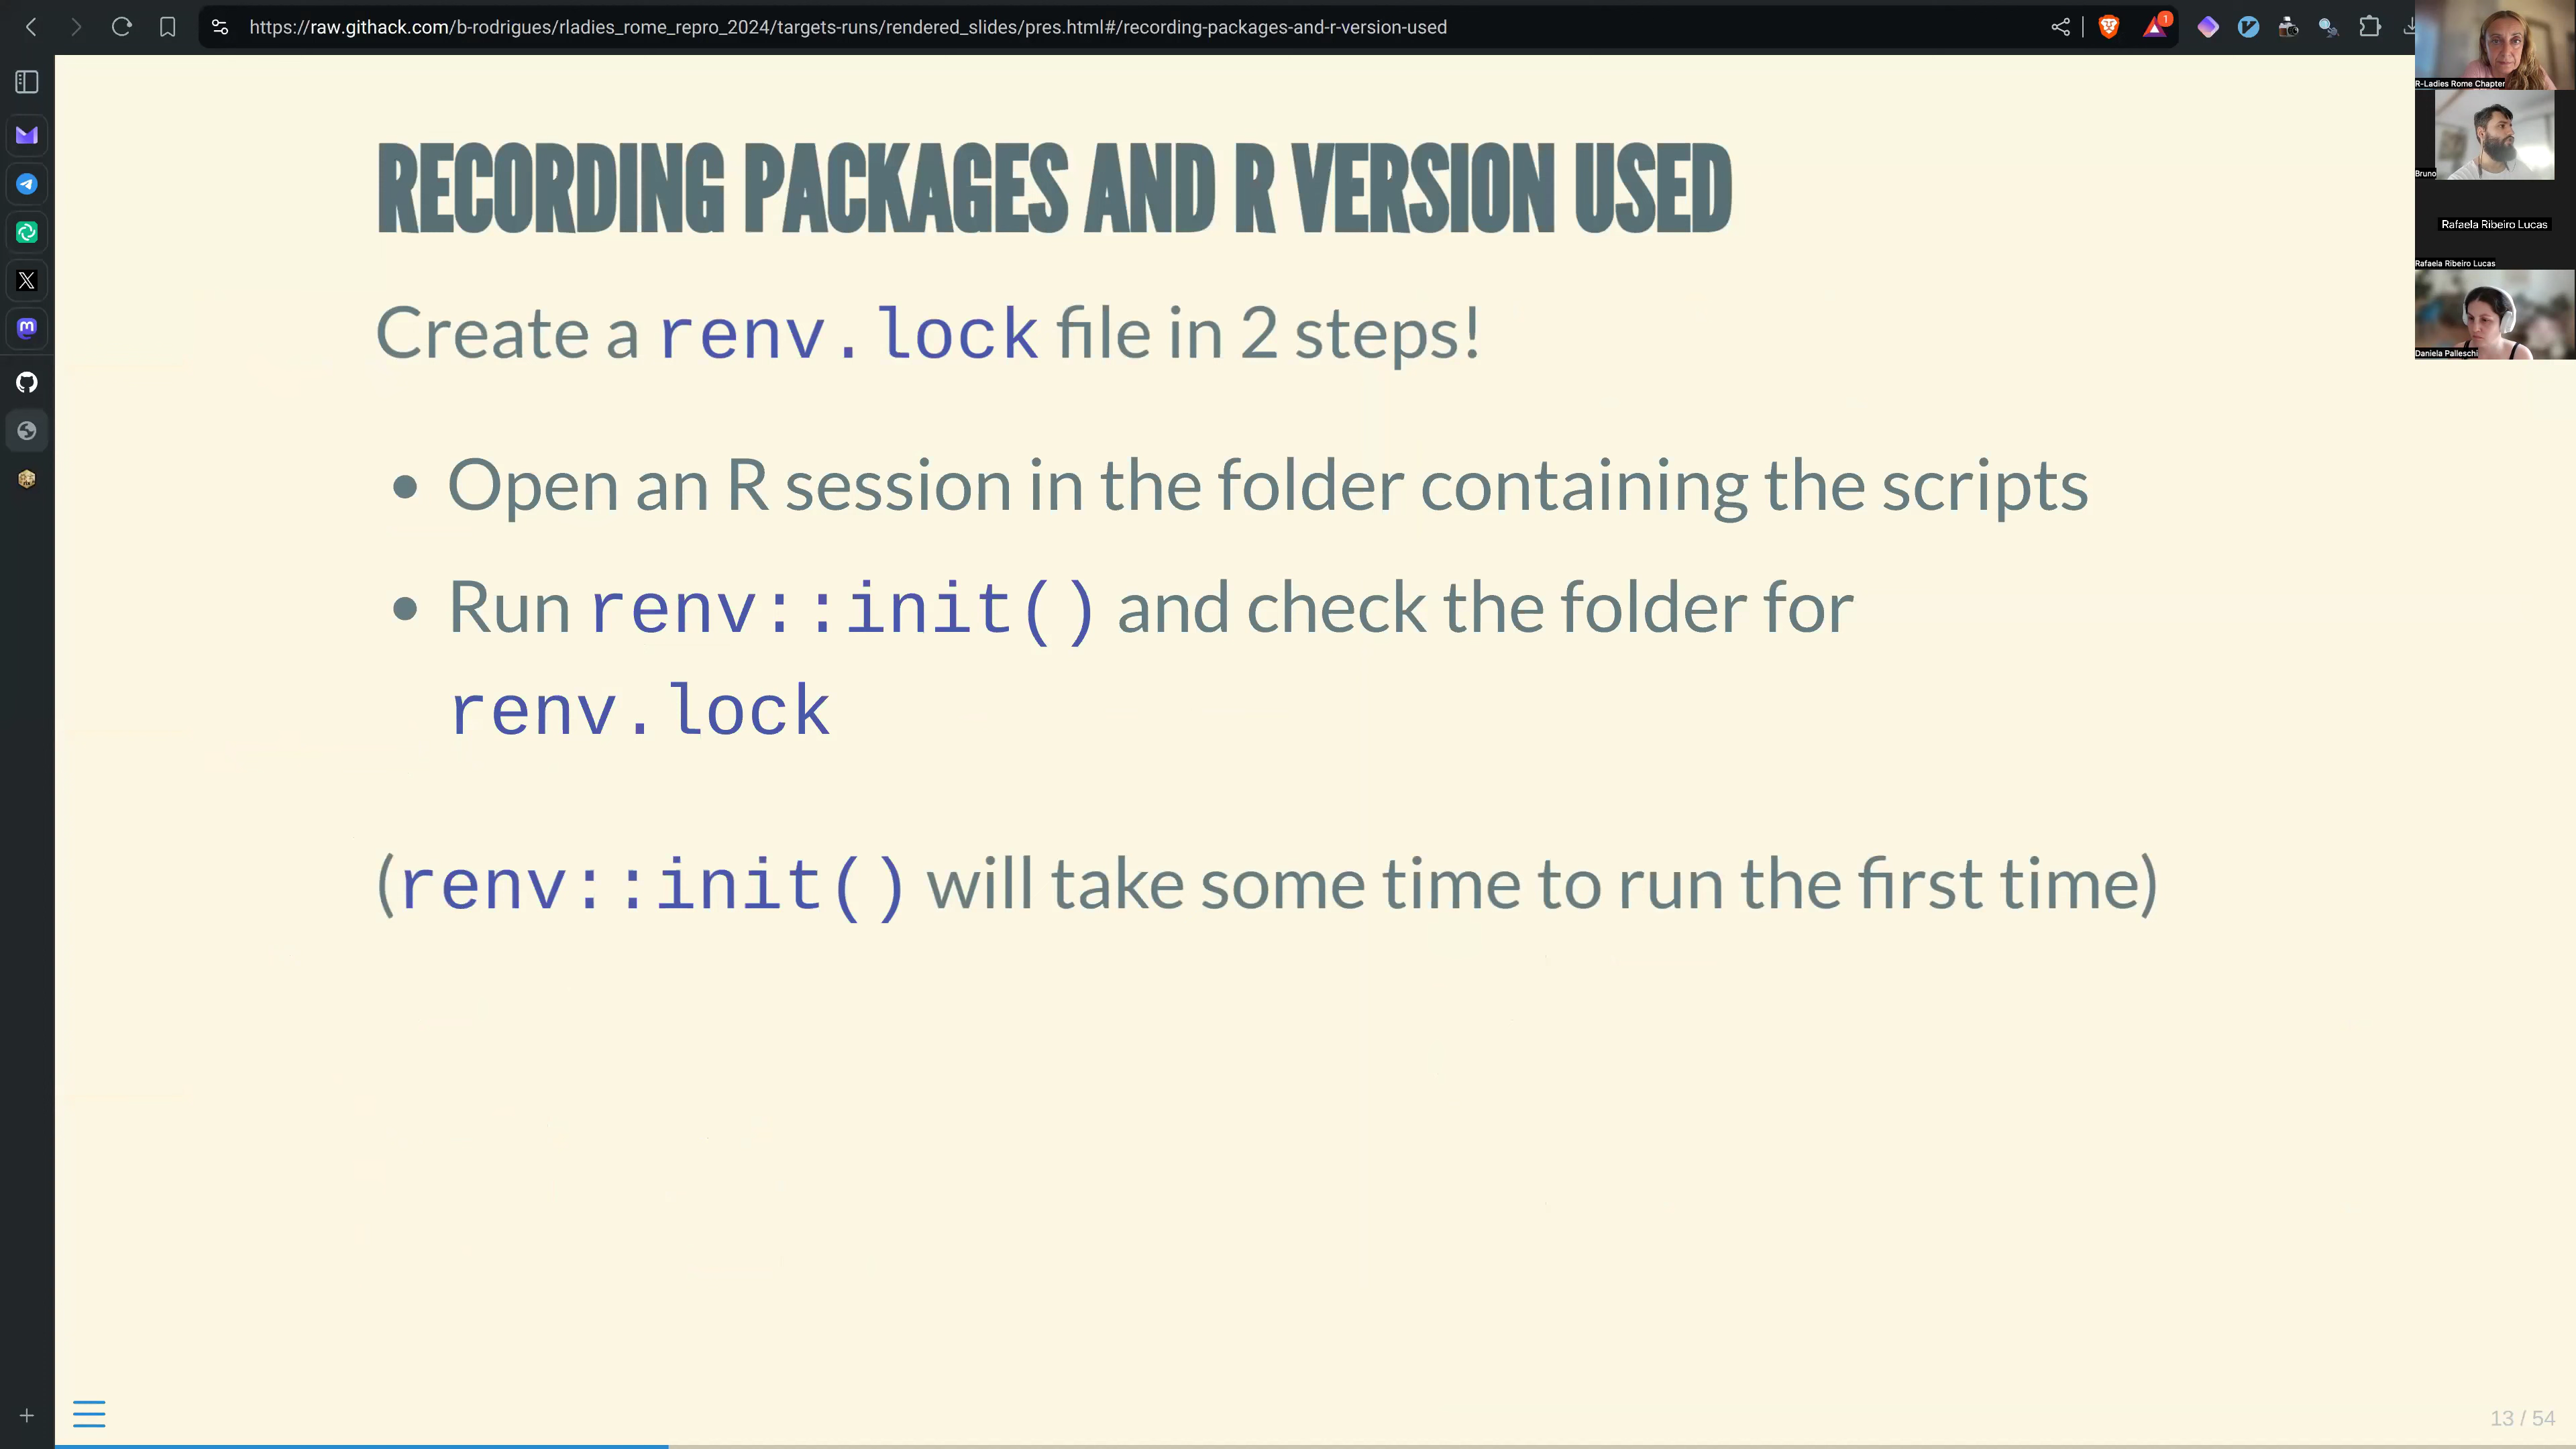 https://raw.githack.com/b-rodrigues/rladies_rome_repro_2024/targets-runs/rendered_slides/pres.html#/recording-packages-and-r-version-used
1
R-Ladies Rome Chapter
Bruno
Rafaela Ribeiro Lucas
Rafaela Ribeiro Lucas
Daniela Palleschi
RECORDING PACKAGES AND R VERSION USED
Create a renv.lock file in 2 steps!
• Open an R session in the folder containing the scripts
• Run renv::init() and check the folder for
renv.lock
(renv::init() will take some time to run the first time)
13 / 54